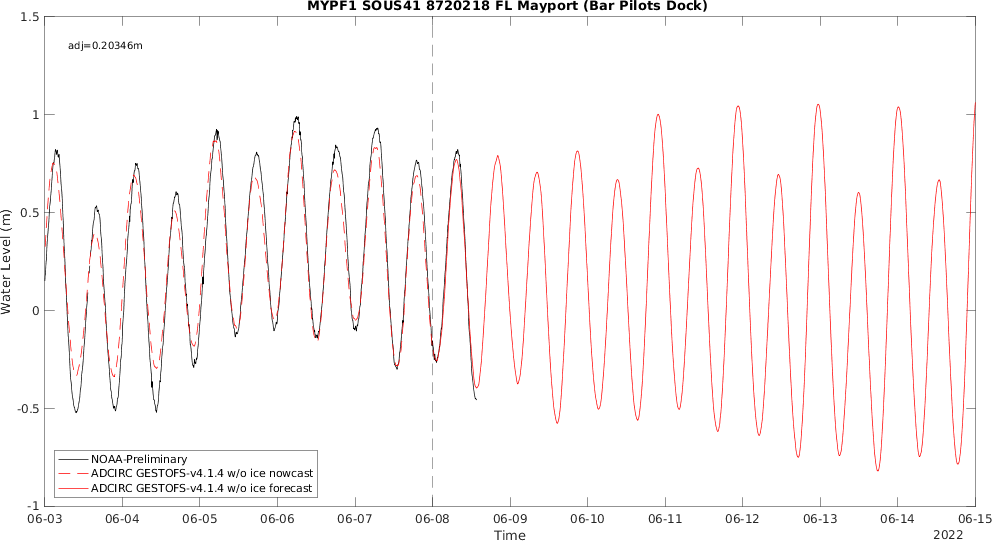 MYPF1 SOUS41 8720218 FL Mayport (Bar Pilots Dock)
1.5
adj=0.20346m
1
0.5
Water Level (m)
0
-0.5
NOAA-Preliminary
ADCIRC GESTOFS-v4.1.4 w/o ice nowcast
ADCIRC GESTOFS-v4.1.4 w/o ice forecast
-1
06-03 06-04 06-05 06-06 06-07 06-08 06-09 06-10 06-11 06-12 06-13 06-14 06-15
Time
2022